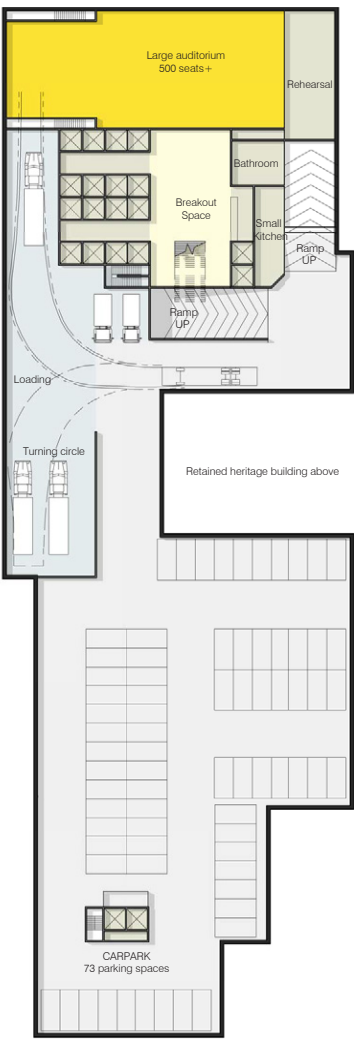 Large auditorium
500 seats+
Rehearsal
Bathroom
Breakout
Space
Small
Kitchen
Ramp
UP
Ramp
UP
Loading
Turning circle
Retained heritage building above
CARPARK
73 parking spaces